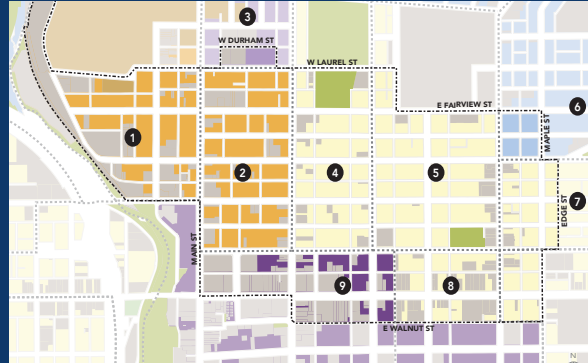 3
W DURHAM ST
W LAUREL ST
E FAIRVIEW ST
6
MAPLE ST
1
2
4
5
7
EDGE ST
MAIN ST
9
8
E WALNUT ST
N